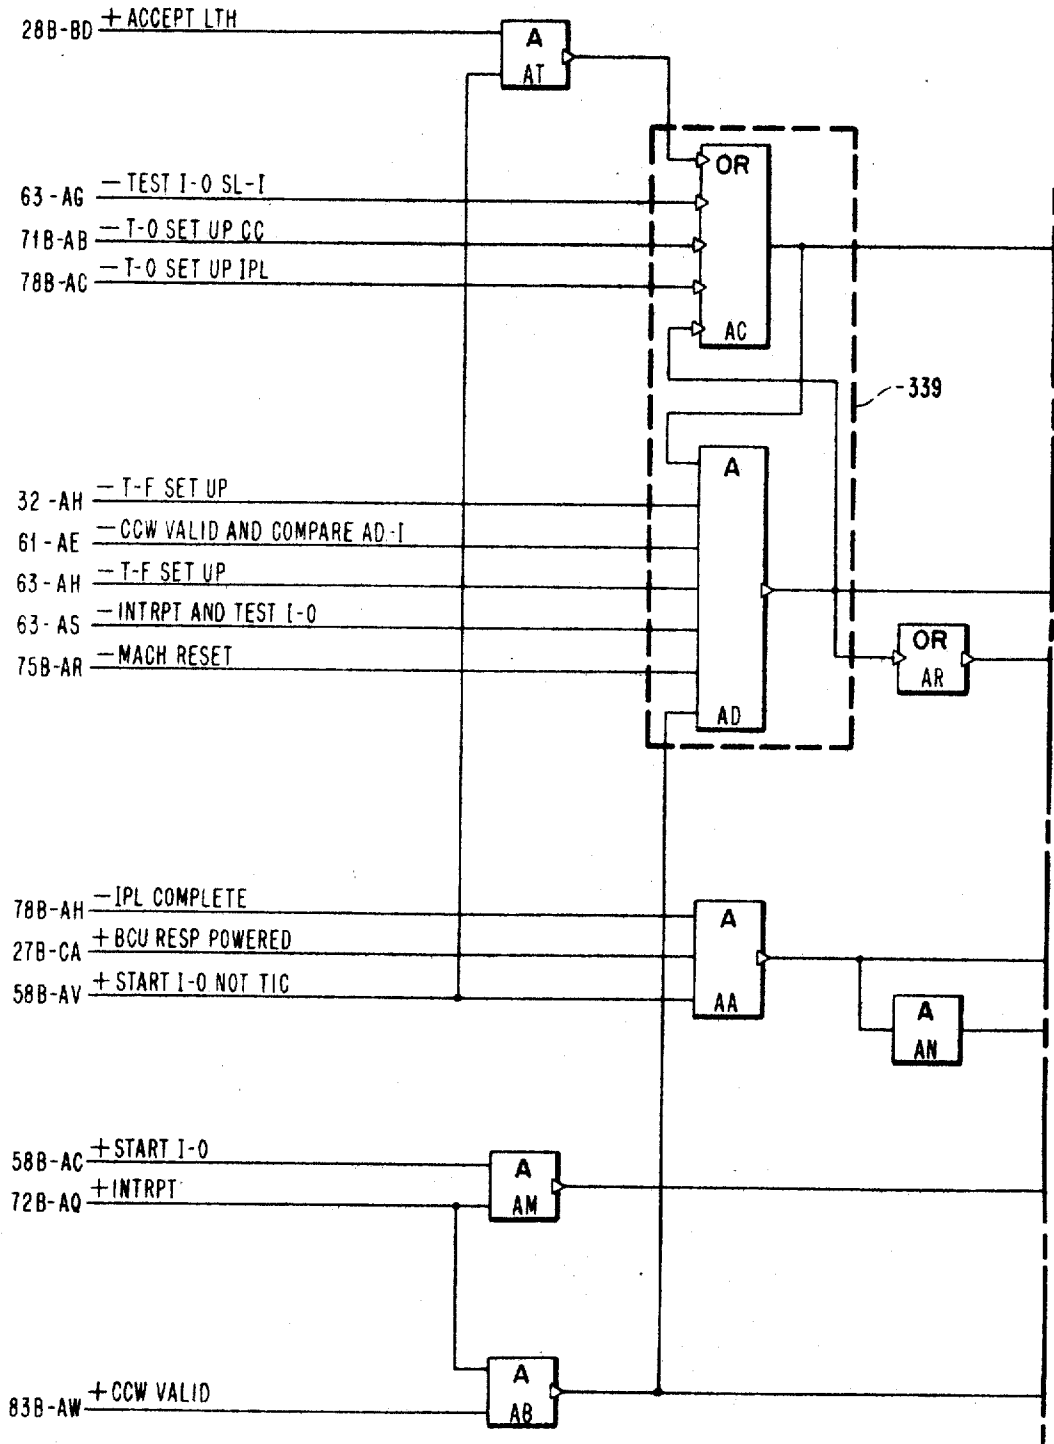 28B-BD + ACCEPT LTH
A
AT
OR
63-AG - TEST I-O SL-I
71B-AB - T-O SET UP CC
78B-AC - T-O SET UP IPL
AC
-339
A
32-AH - T-F SET UP
61-AE - CCW VALID AND COMPARE AD-I
63-AH - T-F SET UP
63-AS - INTRPT AND TEST I-O
75B-AR - MACH RESET
OR
AR
AD
78B-AH - IPL COMPLETE
A
27B-CA + BCU RESP POWERED
58B-AV + START I-O NOT TIC
AA
A
AN
58B-AC + START I-O
A
72B-AQ + INTRPT
AM
A
83B-AW + CCW VALID
AB